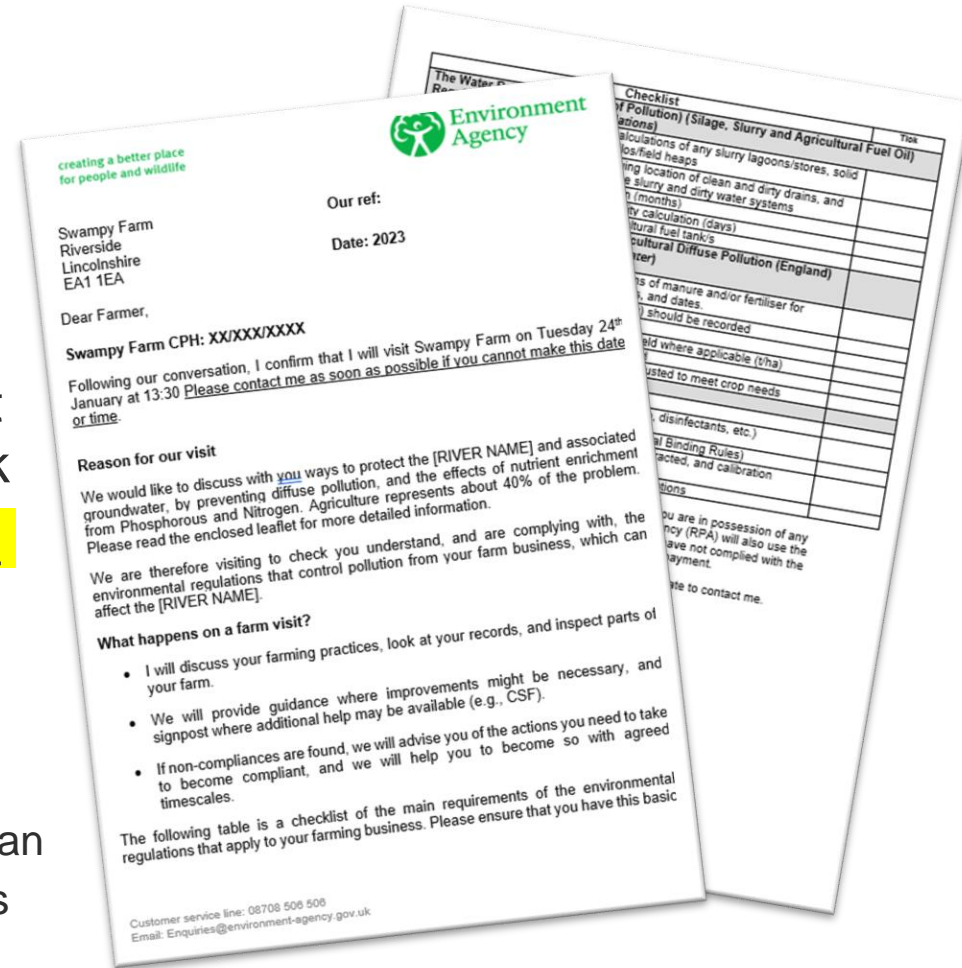 creating a better place
for people and wildlife
Environment
Agency
Swampy Farm
Riverside
Lincolnshire
EA1 1EA
Our ref:
Date: 2023
Dear Farmer,
Swampy Farm CPH: XX/XXX/XXXX
Following our conversation, I confirm that I will visit Swampy Farm on Tuesday 24th
January at 13:30 Please contact me as soon as possible if you cannot make this date
or time.
Reason for our visit
We would like to discuss with you ways to protect the [RIVER NAME] and associated
groundwater, by preventing diffuse pollution, and the effects of nutrient enrichment
from Phosphorous and Nitrogen. Agriculture represents about 40% of the problem.
Please read the enclosed leaflet for more detailed information.
We are therefore visiting to check you understand, and are complying with, the
environmental regulations that control pollution from your farm business, which can
affect the [RIVER NAME].
What happens on a farm visit?
• I will discuss your farming practices, look at your records, and inspect parts of
your farm.
• We will provide guidance where improvements might be necessary, and
signpost where additional help may be available (e.g., CSF).
• If non-compliances are found, we will advise you of the actions you need to take
to become compliant, and we will help you to become so with agreed
timescales.
The following table is a checklist of the main requirements of the environmental
regulations that apply to your farming business. Please ensure that you have this basic
Customer service line: 08708 506 506
Email: Enquiries@environment-agency.gov.uk
Checklist
Tick
The Water
of Pollution) (Silage, Slurry and Agricultural Fuel Oil)
calculations of any slurry lagoons/stores, solid
los/field heaps
ing location of clean and dirty drains, and
e slurry and dirty water systems
n (months)
ty calculation (days)
ltural fuel tank/s
cultural Diffuse Pollution (England)
ater)
ns of manure and/or fertiliser for
s, and dates.
) should be recorded
eld where applicable (t/ha)
usted to meet crop needs
, disinfectants, etc.)
al Binding Rules)
racted, and calibration
tions
ou are in possession of any
ncy (RPA) will also use the
ave not complied with the
payment.
ate to contact me.
an
s